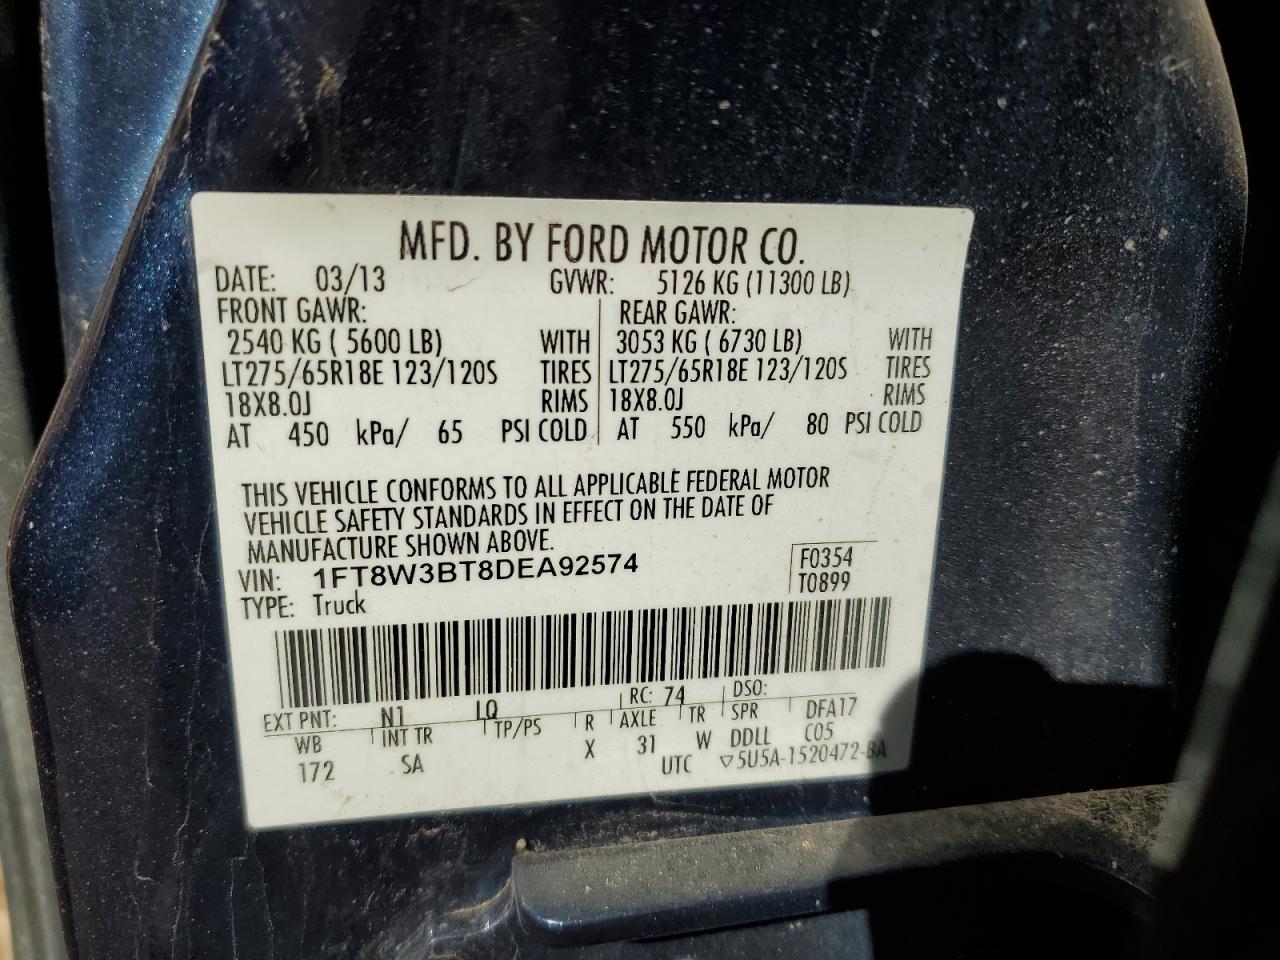 MFD. BY FORD MOTOR CO.
DATE: 03/13 GVWR: 5126 KG (11300 LB)
FRONT GAWR: REAR GAWR:
2540 KG ( 5600 LB) WITH 3053 KG ( 6730 LB) WITH
LT275/65R18E 123/120S TIRES LT275/65R18E 123/120S TIRES
18X8.0J RIMS 18X8.0J RIMS
AT 450 kPa/ 65 PSI COLD AT 550 kPa/ 80 PSI COLD
THIS VEHICLE CONFORMS TO ALL APPLICABLE FEDERAL MOTOR
VEHICLE SAFETY STANDARDS IN EFFECT ON THE DATE OF
MANUFACTURE SHOWN ABOVE.
VIN: 1FT8W3BT8DEA92574 F0354
TYPE: Truck T0899
EXT PNT: N1 LQ RC: 74 DSO:
WB INT TR TP/PS R AXLE TR SPR DFA17
172 SA X 31 W DDLL C05
UTC ▽5U5A-1520472-BA